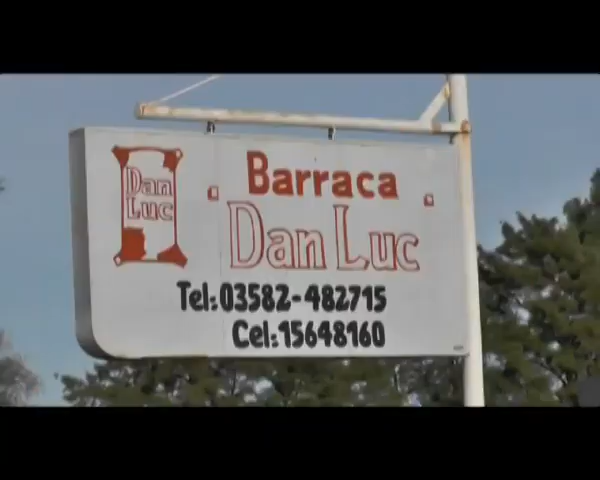 Dan
Luc
Barraca
Dan Luc
Tel:03582-482715
Cel:15648160